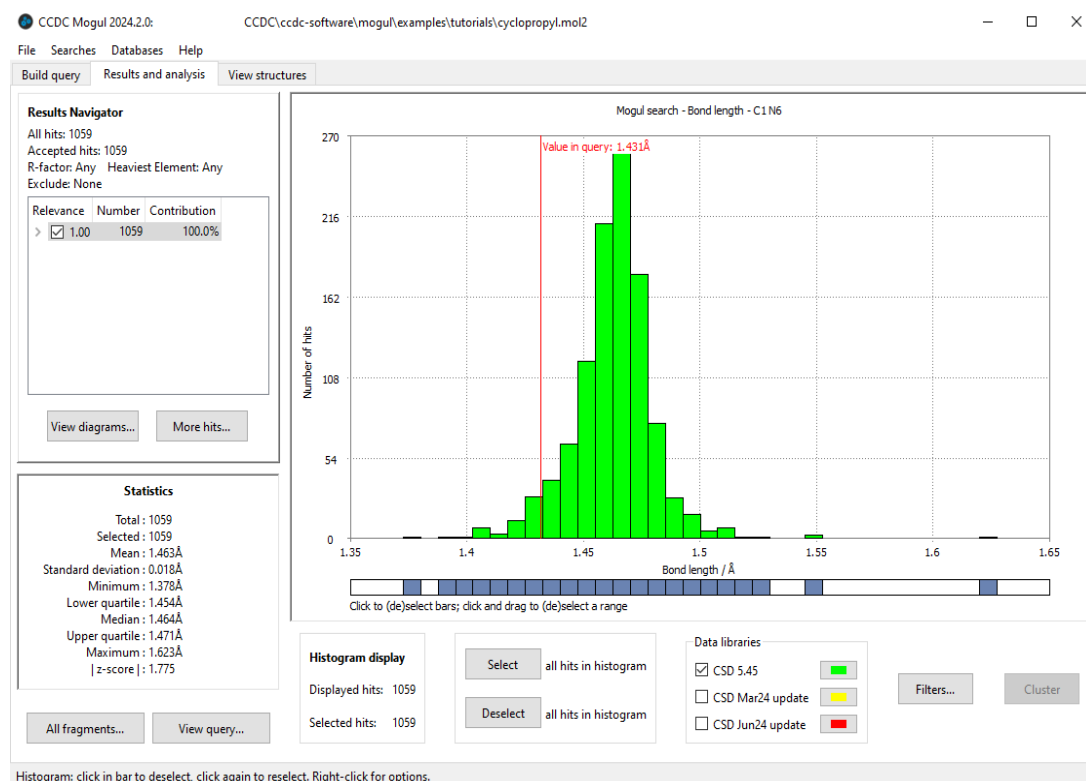 CCDC Mogul 2024.2.0: CCDC\ccdc-software\mogul\examples\tutorials\cyclopropyl.mol2
File Searches Databases Help
Build query Results and analysis View structures
Results Navigator
All hits: 1059
Accepted hits: 1059
R-factor: Any Heaviest Element: Any
Exclude: None
Relevance Number Contribution
1.00 1059 100.0%
View diagrams... More hits...
Statistics
Total : 1059
Selected : 1059
Mean : 1.463Å
Standard deviation : 0.018Å
Minimum : 1.378Å
Lower quartile : 1.454Å
Median : 1.464Å
Upper quartile : 1.471Å
Maximum : 1.623Å
| z-score | : 1.775
All fragments... View query...
Mogul search - Bond length - C1 N6
Value in query: 1.431Å
Number of hits
270
216
162
108
54
0
1.35 1.4 1.45 1.5 1.55 1.6 1.65
Bond length / Å
Click to (de)select bars; click and drag to (de)select a range
Histogram display
Displayed hits: 1059
Selected hits: 1059
Select all hits in histogram
Deselect all hits in histogram
Data libraries
CSD 5.45
CSD Mar24 update
CSD Jun24 update
Filters... Cluster
Histogram: click in bar to deselect, click again to reselect. Right-click for options.